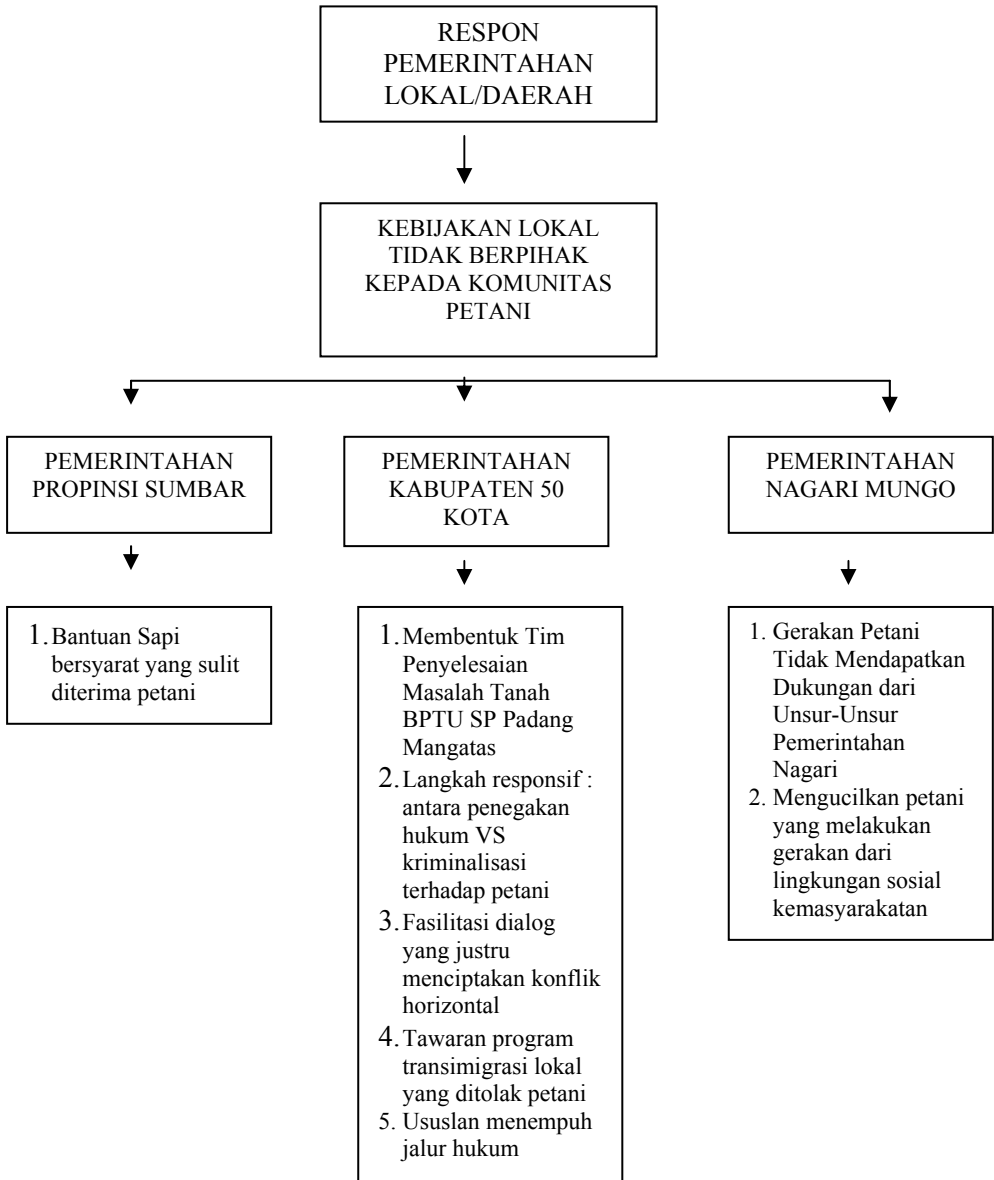 RESPON
PEMERINTAHAN
LOKAL/DAERAH
KEBIJAKAN LOKAL
TIDAK BERPIHAK
KEPADA KOMUNITAS
PETANI
PEMERINTAHAN
PROPINSI SUMBAR
PEMERINTAHAN
KABUPATEN 50
KOTA
PEMERINTAHAN
NAGARI MUNGO
1. Bantuan Sapi
bersyarat yang sulit
diterima petani
1. Membentuk Tim
Penyelesaian
Masalah Tanah
BPTU SP Padang
Mangatas
2. Langkah responsif :
antara penegakan
hukum VS
kriminalisasi
terhadap petani
3. Fasilitasi dialog
yang justru
menciptakan konflik
horizontal
4. Tawaran program
transimigrasi lokal
yang ditolak petani
5. Ususlan menempuh
jalur hukum
1. Gerakan Petani
Tidak Mendapatkan
Dukungan dari
Unsur-Unsur
Pemerintahan
Nagari
2. Mengucilkan petani
yang melakukan
gerakan dari
lingkungan sosial
kemasyarakatan